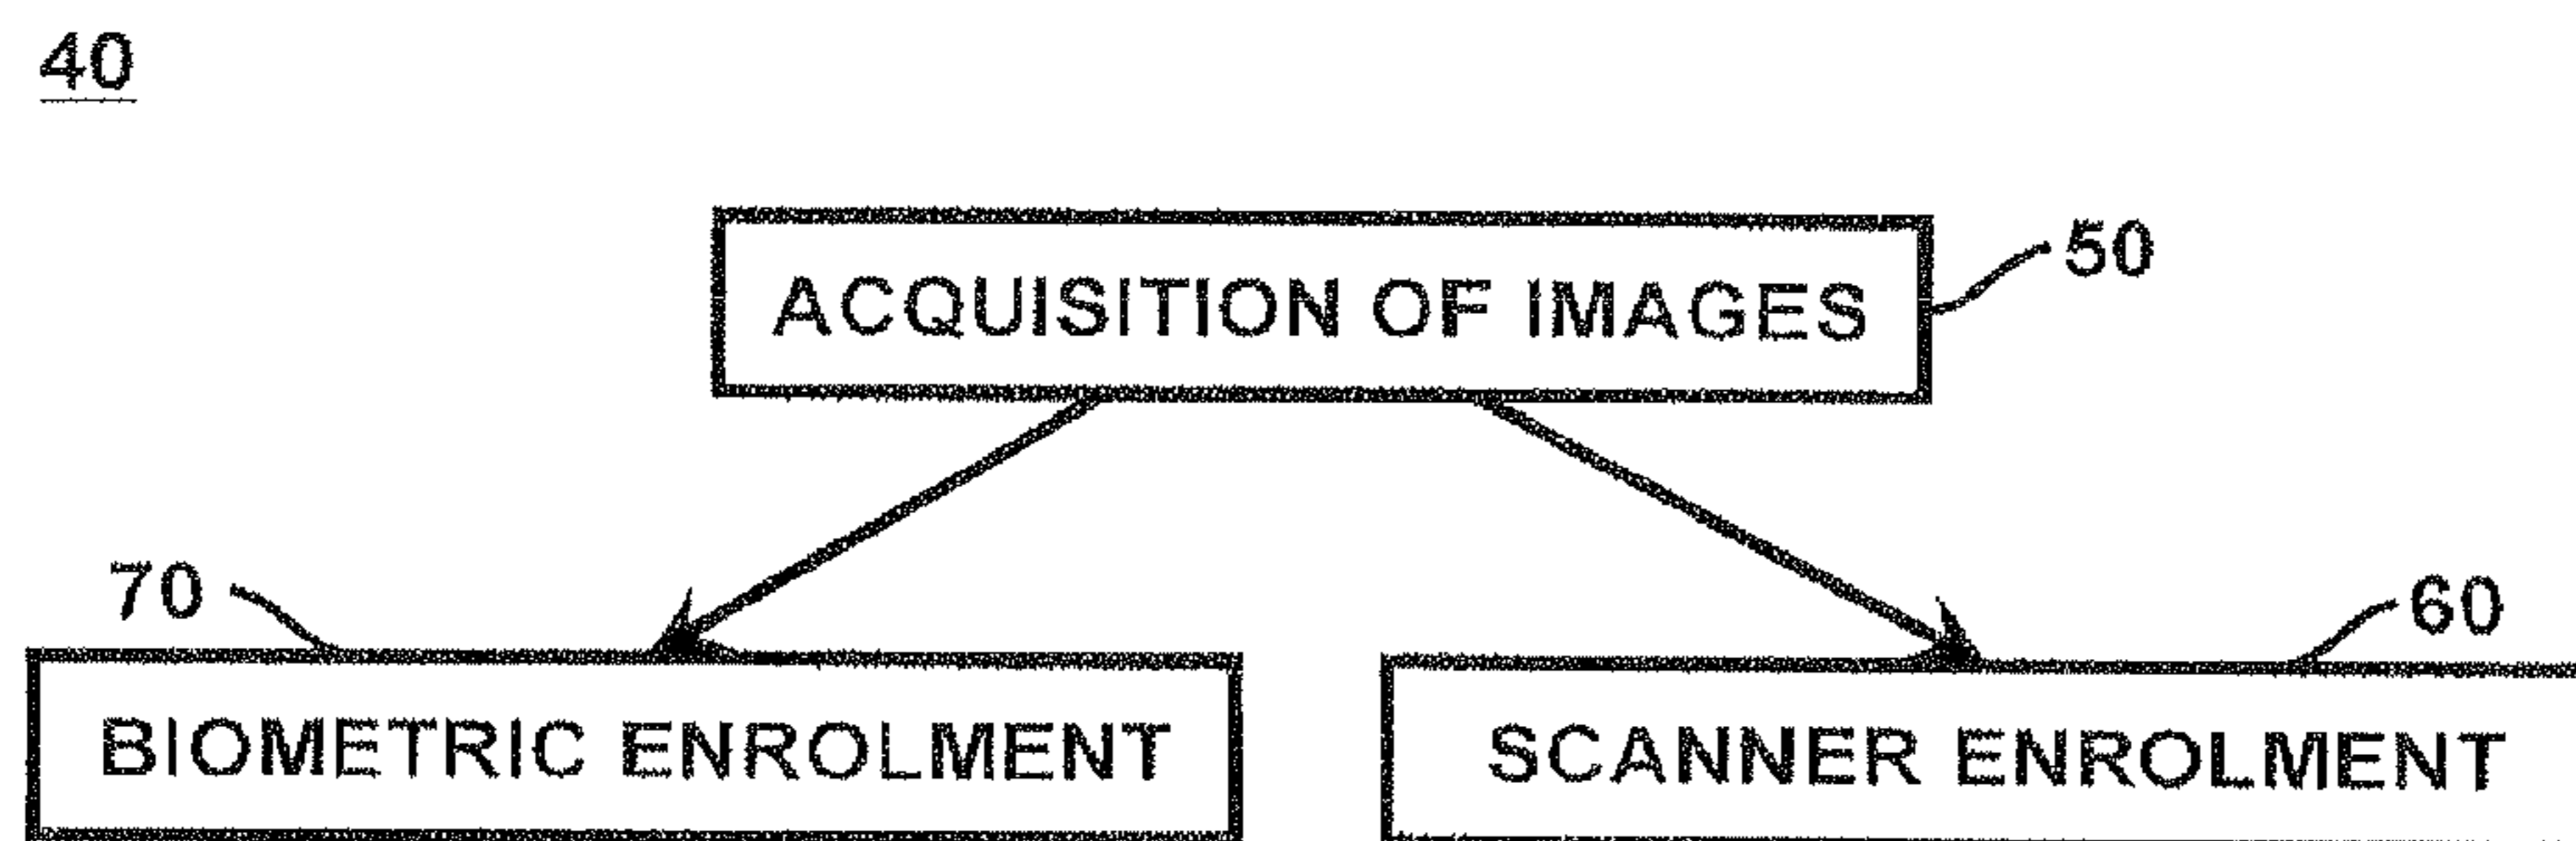 40
ACQUISITION OF IMAGES
50
70
60
BIOMETRIC ENROLMENT
SCANNER ENROLMENT